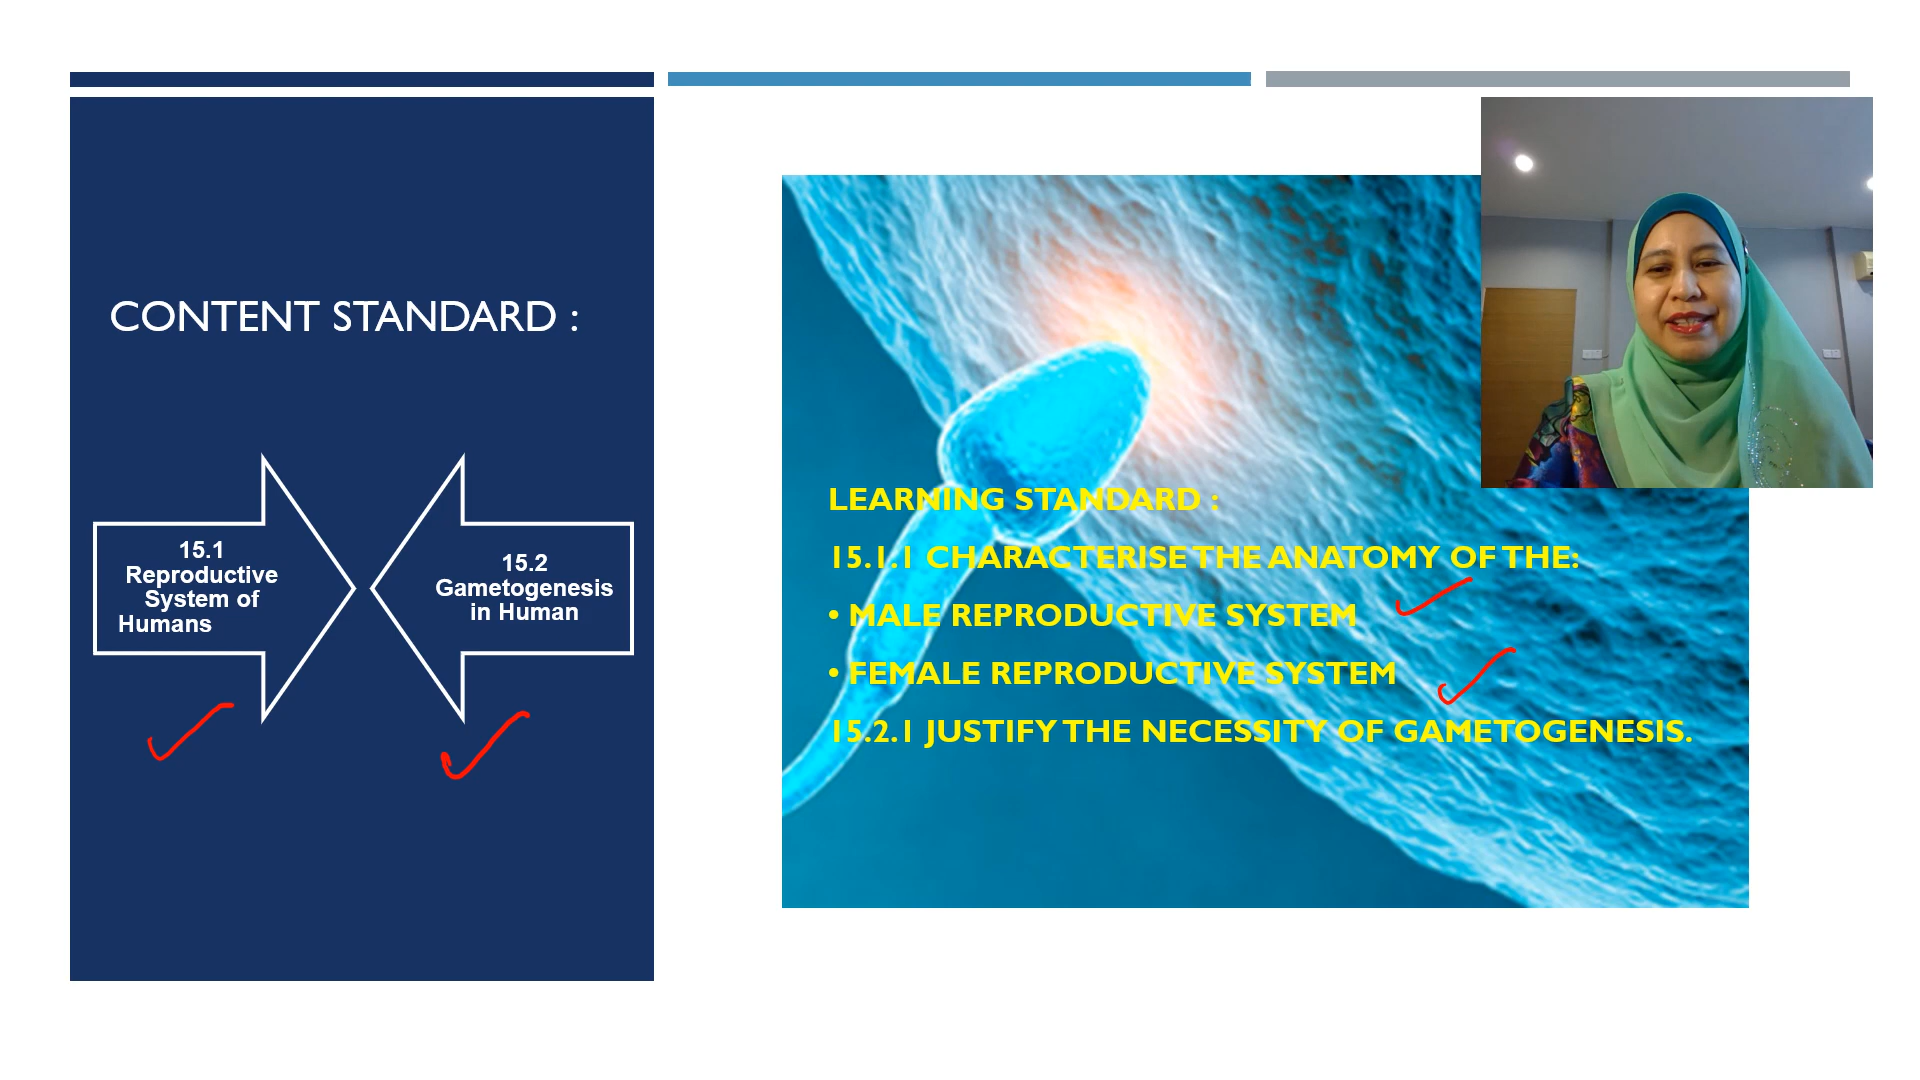 CONTENT STANDARD :
15.1
Reproductive
System of
Humans
15.2
Gametogenesis
in Human
LEARNING STANDARD :
15.1.1 CHARACTERISE THE ANATOMY OF THE:
• MALE REPRODUCTIVE SYSTEM
• FEMALE REPRODUCTIVE SYSTEM
15.2.1 JUSTIFY THE NECESSITY OF GAMETOGENESIS.